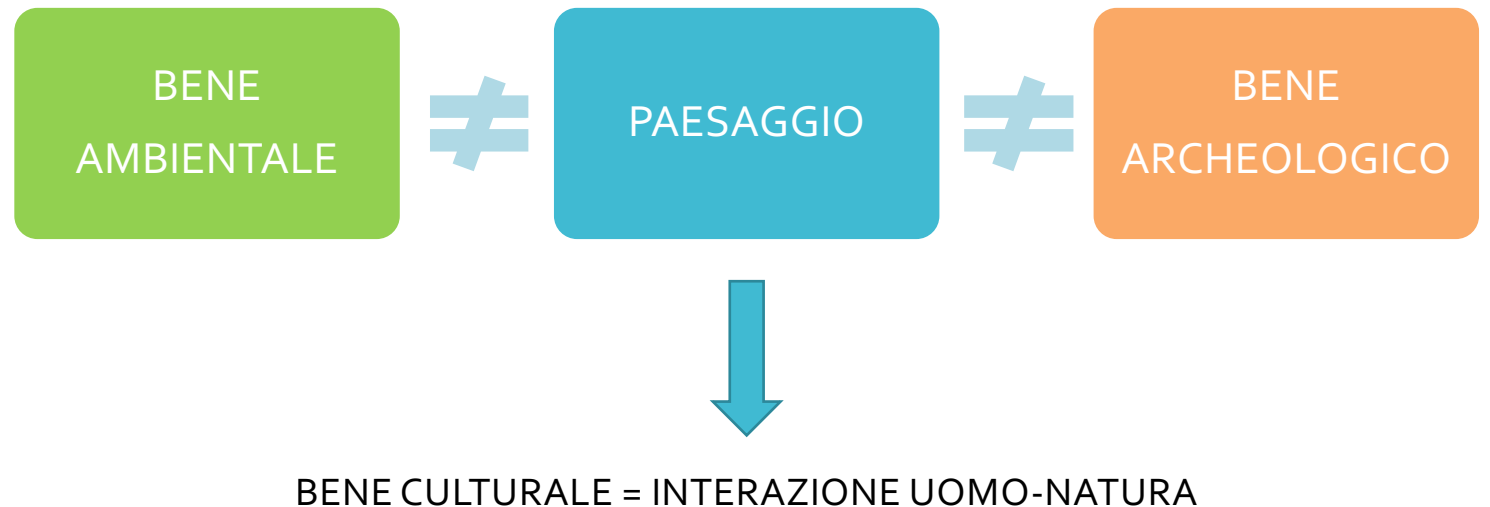 BENE
AMBIENTALE
≠
PAESAGGIO
≠
BENE
ARCHEOLOGICO
BENE CULTURALE = INTERAZIONE UOMO-NATURA